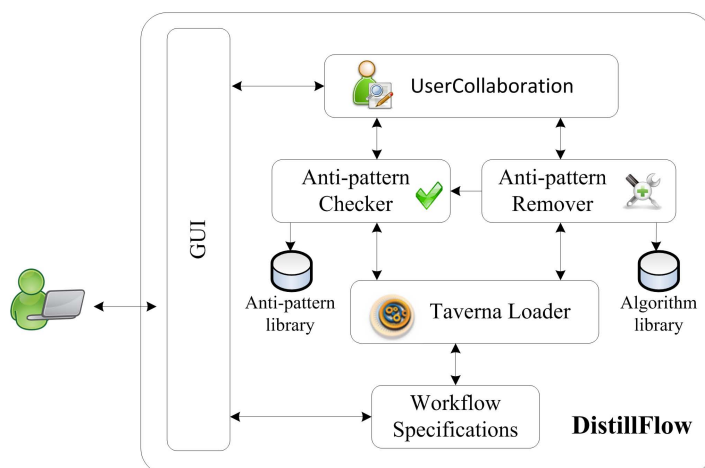 UserCollaboration
Anti-pattern
Checker
Anti-pattern
Remover
GUI
Anti-pattern
library
Taverna Loader
Algorithm
library
Workflow
Specifications
DistillFlow